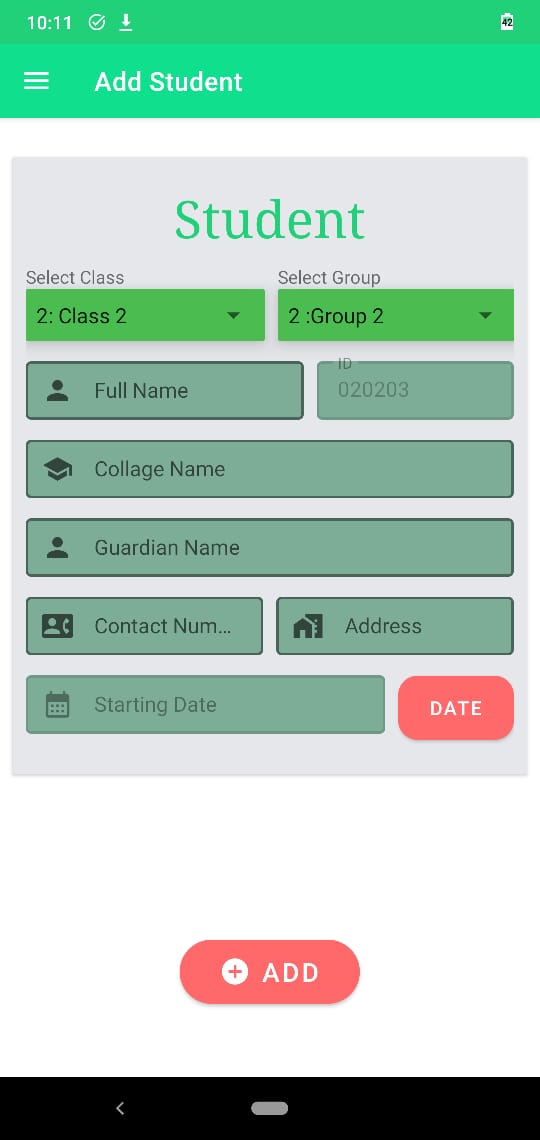 10:11 42
Add Student
Student
Select Class Select Group
2: Class 2 2 :Group 2
Full Name ID 020203
Collage Name
Guardian Name
Contact Num... Address
Starting Date DATE
ADD